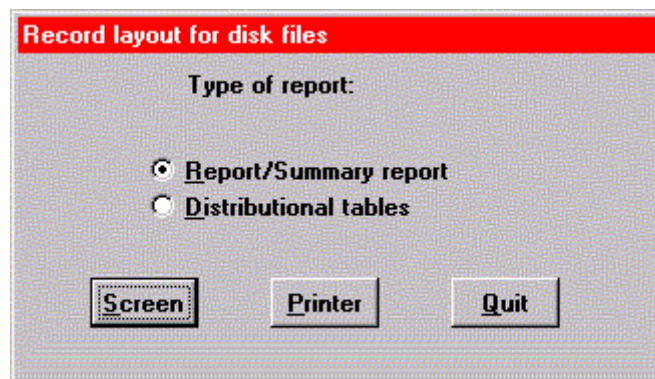 Record layout for disk files
Type of report:
Report/Summary report
Distributional tables
Screen Printer Quit